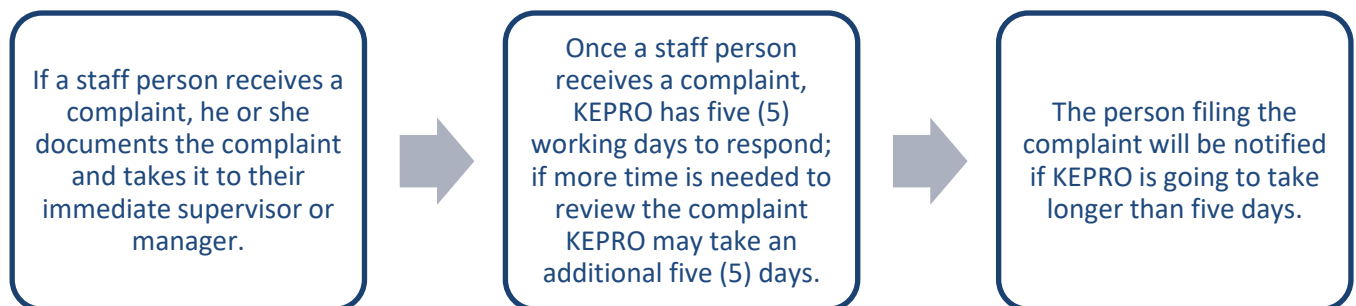 If a staff person receives a
complaint, he or she
documents the complaint
and takes it to their
immediate supervisor or
manager.
Once a staff person
receives a complaint,
KEPRO has five (5)
working days to respond;
if more time is needed to
review the complaint
KEPRO may take an
additional five (5) days.
The person filing the
complaint will be notified
if KEPRO is going to take
longer than five days.